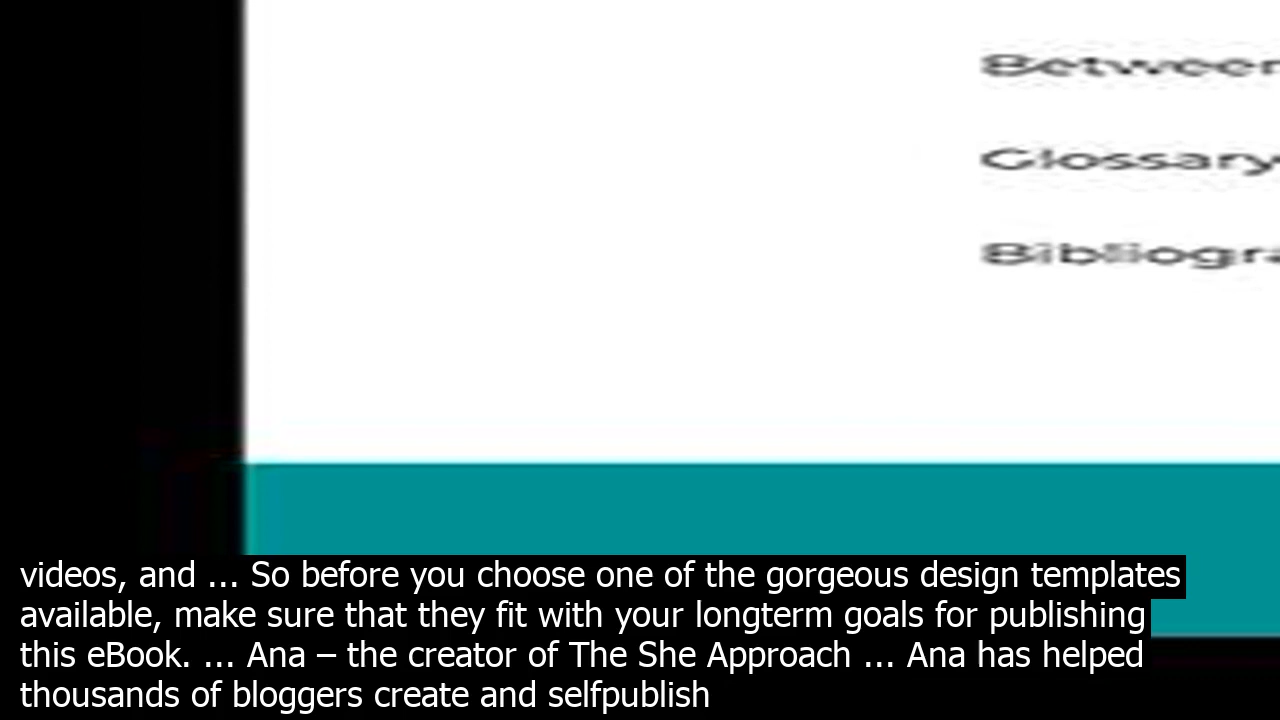 Between
Glossary
videos, and ... So before you choose one of the gorgeous design templates
available, make sure that they fit with your longterm goals for publishing
this eBook. ... Ana – the creator of The She Approach ... Ana has helped
thousands of bloggers create and selfpublish